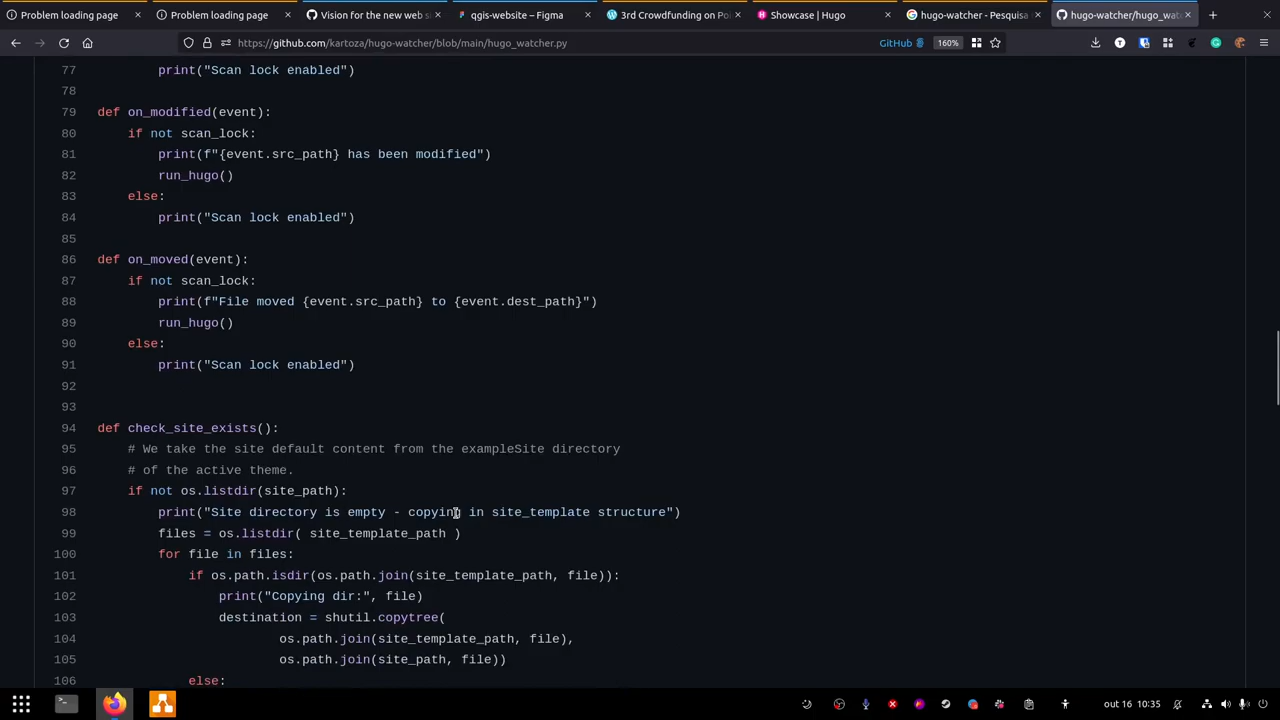 Problem loading page
Problem loading page
Vision for the new web s
qgis-website – Figma
3rd Crowdfunding on Poi
Showcase | Hugo
hugo-watcher - Pesquisa
hugo-watcher/hugo_wat
https://github.com/kartoza/hugo-watcher/blob/main/hugo_watcher.py
GitHub
160%
77 print("Scan lock enabled")
78
79 def on_modified(event):
80 if not scan_lock:
81 print(f"{event.src_path} has been modified")
82 run_hugo()
83 else:
84 print("Scan lock enabled")
85
86 def on_moved(event):
87 if not scan_lock:
88 print(f"File moved {event.src_path} to {event.dest_path}")
89 run_hugo()
90 else:
91 print("Scan lock enabled")
92
93
94 def check_site_exists():
95 # We take the site default content from the exampleSite directory
96 # of the active theme.
97 if not os.listdir(site_path):
98 print("Site directory is empty - copying in site_template structure")
99 files = os.listdir( site_template_path )
100 for file in files:
101 if os.path.isdir(os.path.join(site_template_path, file)):
102 print("Copying dir:", file)
103 destination = shutil.copytree(
104 os.path.join(site_template_path, file),
105 os.path.join(site_path, file))
106 else:
out 16 10:35